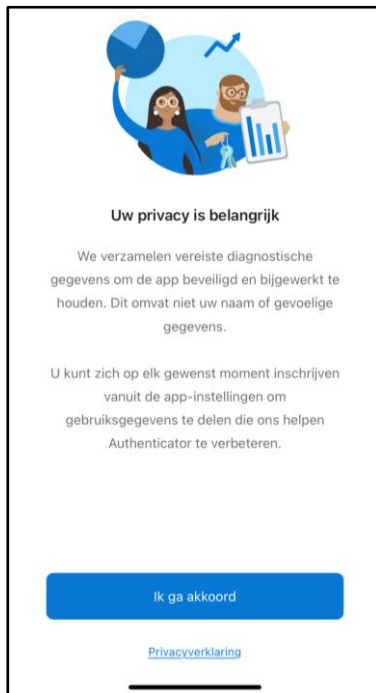 Uw privacy is belangrijk
We verzamelen vereiste diagnostische
gegevens om de app beveiligd en bijgewerkt te
houden. Dit omvat niet uw naam of gevoelige
gegevens.
U kunt zich op elk gewenst moment inschrijven
vanuit de app-instellingen om
gebruiksgegevens te delen die ons helpen
Authenticator te verbeteren.
Ik ga akkoord
Privacyverklaring